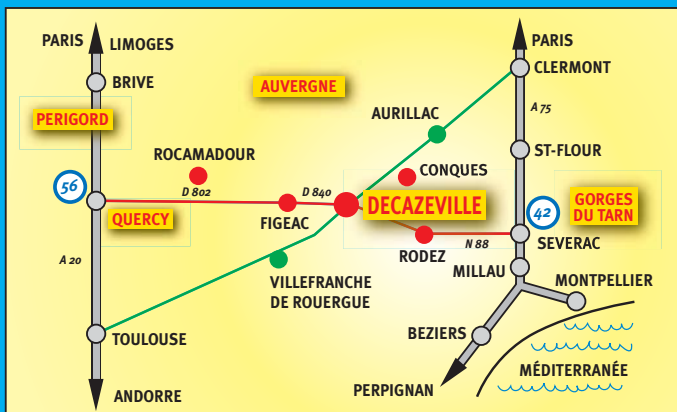 PARIS
LIMOGES
BRIVE
PERIGORD
AUVERGNE
PARIS
CLERMONT
A 75
AURILLAC
ST-FLOUR
ROCAMADOUR
CONQUES
56
D 802
D 840
DECAZEVILLE
42
GORGES
DU TARN
QUERCY
FIGEAC
RODEZ
N 88
SEVERAC
A 20
MILLAU
VILLEFRANCHE
DE ROUERGUE
MONTPELLIER
TOULOUSE
BEZIERS
MÉDITERRANÉE
ANDORRE
PERPIGNAN